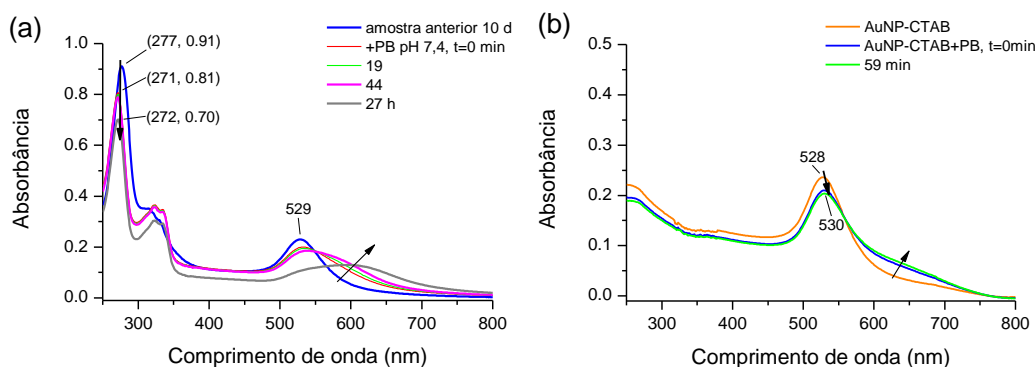 (a)
amostra anterior 10 d
+PB pH 7,4, t=0 min
19
44
27 h
(277, 0.91)
(271, 0.81)
(272, 0.70)
529
1.0
0.8
0.6
0.4
0.2
0.0
Absorbância
300 400 500 600 700 800
Comprimento de onda (nm)
(b)
AuNP-CTAB
AuNP-CTAB+PB, t=0min
59 min
528
530
0.5
0.4
0.3
0.2
0.1
0.0
Absorbância
300 400 500 600 700 800
Comprimento de onda (nm)